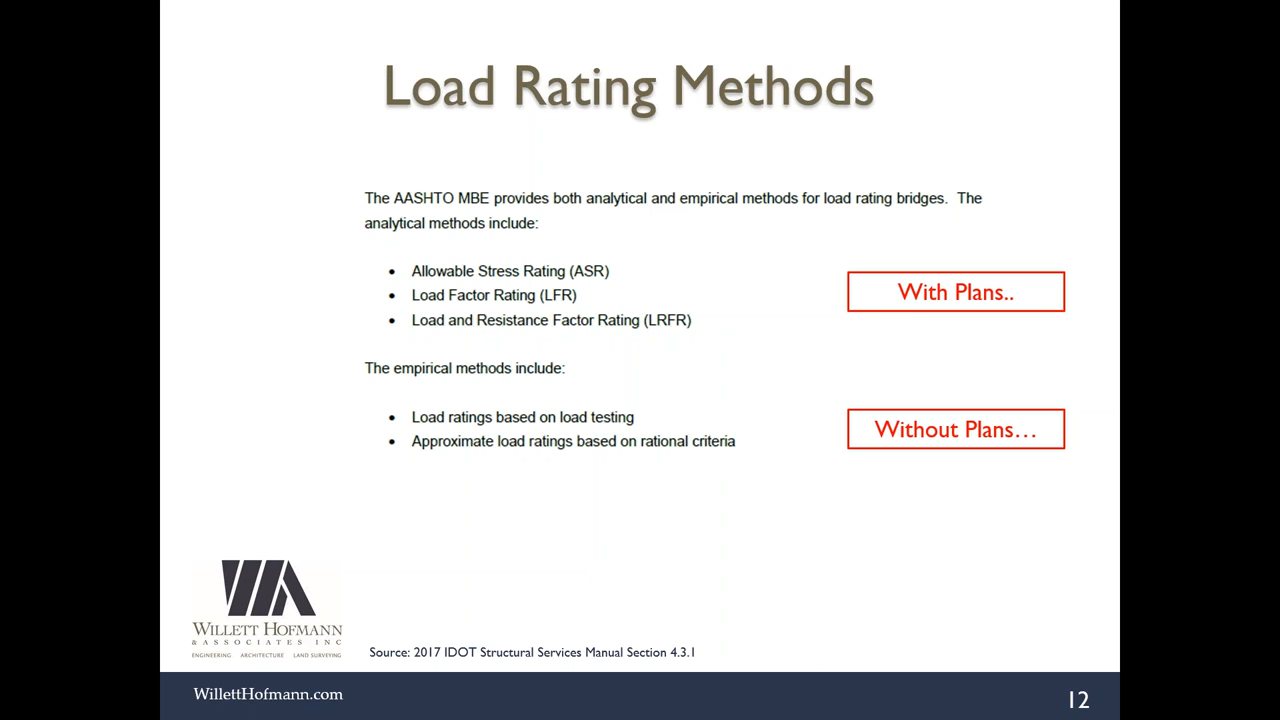 Load Rating Methods
The AASHTO MBE provides both analytical and empirical methods for load rating bridges. The
analytical methods include:
• Allowable Stress Rating (ASR)
• Load Factor Rating (LFR)
• Load and Resistance Factor Rating (LRFR)
With Plans..
The empirical methods include:
• Load ratings based on load testing
• Approximate load ratings based on rational criteria
Without Plans…
WILLETT HOFMANN
& ASSOCIATES INC
ENGINEERING ARCHITECTURE LAND SURVEYING
Source: 2017 IDOT Structural Services Manual Section 4.3.1
WillettHofmann.com
12